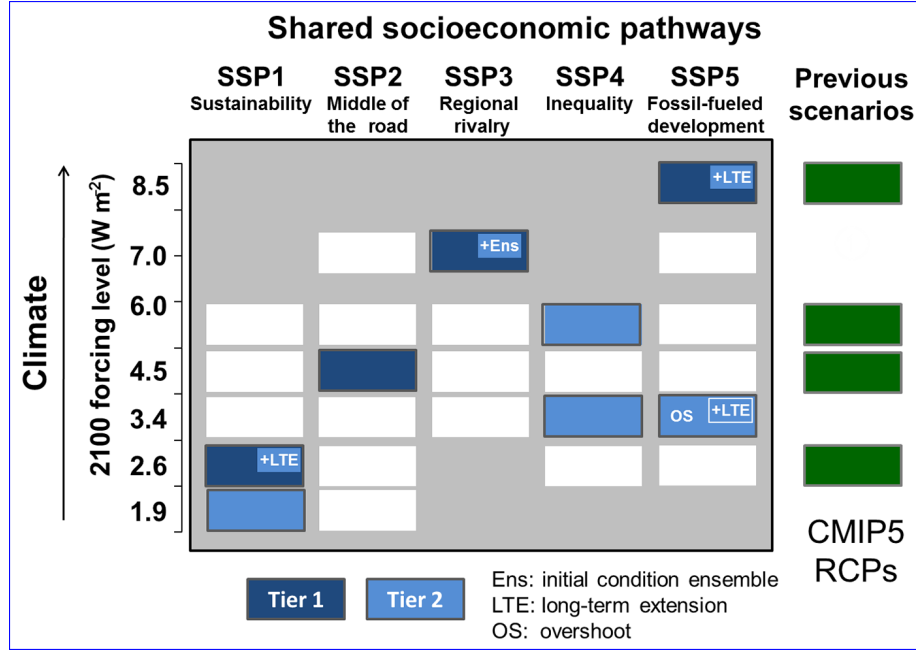 Shared socioeconomic pathways
SSP1
Sustainability
SSP2
Middle of
the road
SSP3
Regional
rivalry
SSP4
Inequality
SSP5
Fossil-fueled
development
Previous
scenarios
Climate
2100 forcing level (W m-2)
8.5
+LTE
7.0
+Ens
6.0
4.5
3.4
OS
+LTE
2.6
+LTE
1.9
CMIP5
RCPs
Tier 1
Tier 2
Ens: initial condition ensemble
LTE: long-term extension
OS: overshoot